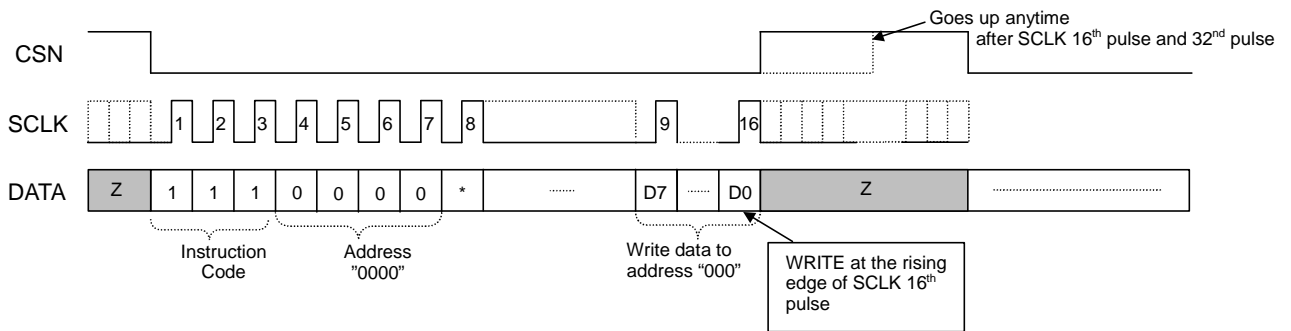 Goes up anytime
after SCLK 16th pulse and 32nd pulse
CSN
SCLK 1 2 3 4 5 6 7 8 9 16
DATA Z 1 1 1 0 0 0 0 * ........ D7 ...... D0 Z ..........................................
Instruction
Code
Address
"0000"
Write data to
address “000”
WRITE at the rising
edge of SCLK 16th
pulse